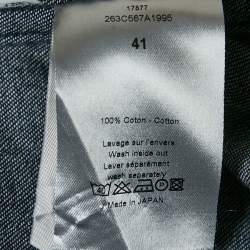 17877
263C567A1995
41
100% Coton - Cotton
Lavage sur l'envers
Wash inside out
Laver séparément
wash separately
Made in JAPAN